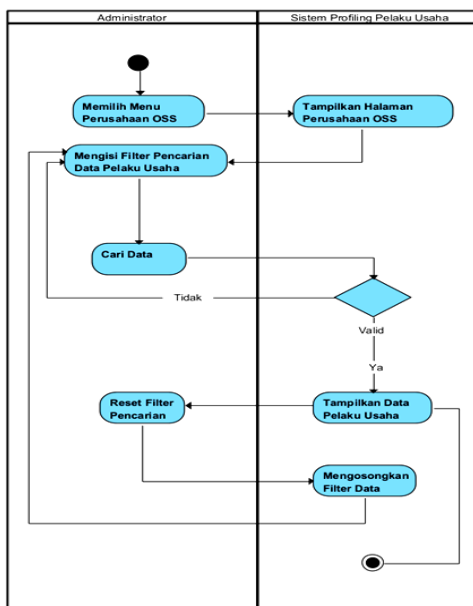 Administrator
Sistem Profiling Pelaku Usaha
Memilih Menu
Perusahaan OSS
Tampilkan Halaman
Perusahaan OSS
Mengisi Filter Pencarian
Data Pelaku Usaha
Cari Data
Tidak
Valid
Ya
Reset Filter
Pencarian
Tampilkan Data
Pelaku Usaha
Mengosongkan
Filter Data